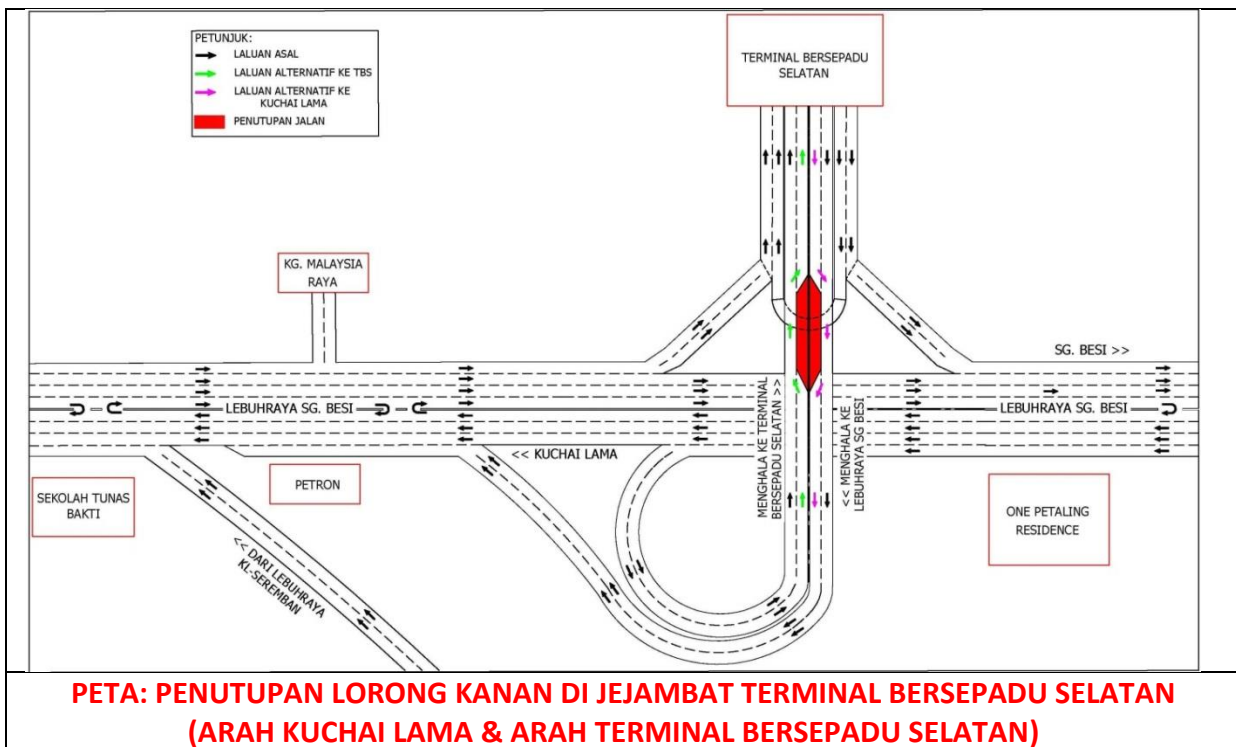 PETUNJUK:
LALUAN ASAL
LALUAN ALTERNATIF KE TBS
LALUAN ALTERNATIF KE
KUCHAI LAMA
PENUTUPAN JALAN
TERMINAL BERSEPADU
SELATAN
KG. MALAYSIA
RAYA
SG. BESI >>
LEBUHRAYA SG. BESI
LEBUHRAYA SG. BESI
MENGHALA KE TERMINAL
BERSEPADU SELATAN >>
<< MENGHALA KE
LEBUHRAYA SG BESI
<< KUCHAI LAMA
SEKOLAH TUNAS
BAKTI
PETRON
ONE PETALING
RESIDENCE
<< DARI LEBUHRAYA
KL-SEREMBAN
PETA: PENUTUPAN LORONG KANAN DI JEJAMBAT TERMINAL BERSEPADU SELATAN
(ARAH KUCHAI LAMA & ARAH TERMINAL BERSEPADU SELATAN)